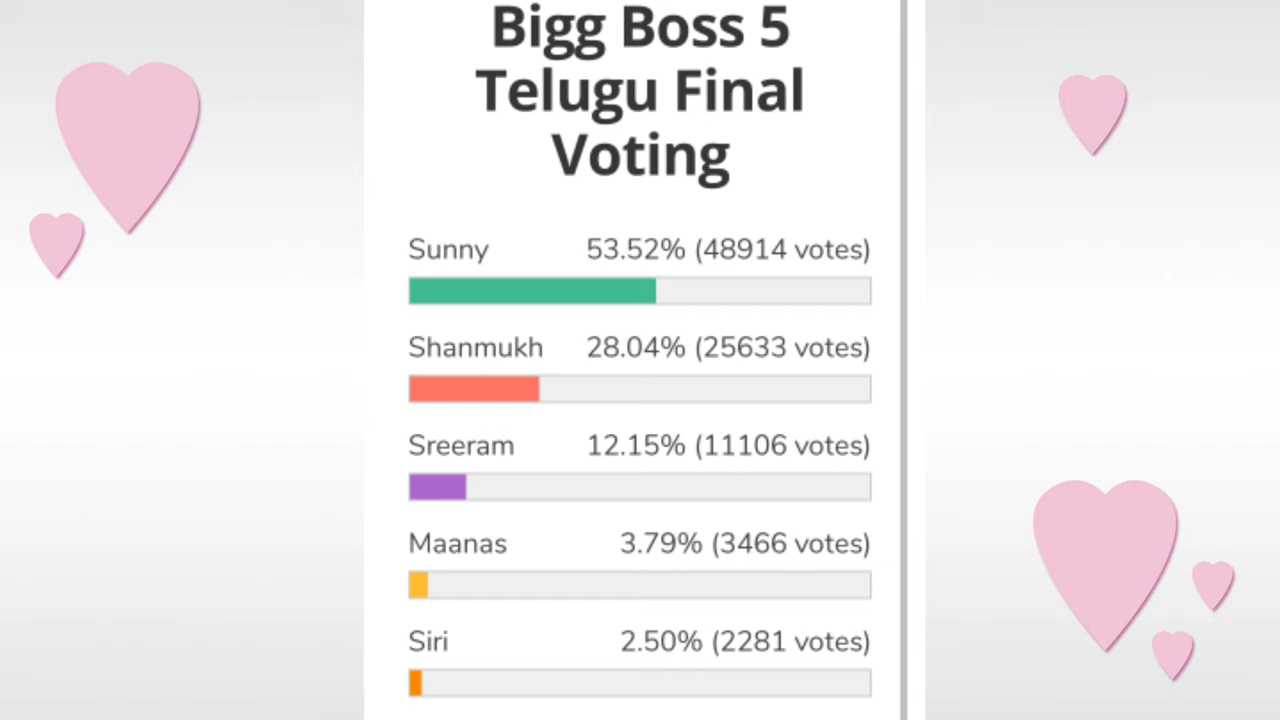 Bigg Boss 5
Telugu Final
Voting
Sunny 53.52% (48914 votes)
Shanmukh 28.04% (25633 votes)
Sreeram 12.15% (11106 votes)
Maanas 3.79% (3466 votes)
Siri 2.50% (2281 votes)